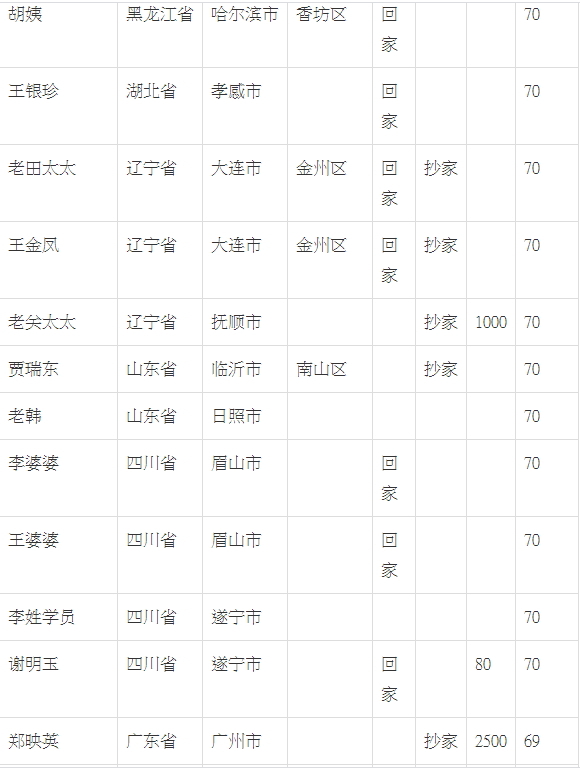 胡姨 黑龙江省 哈尔滨市 香坊区 回 70
家
王银珍 湖北省 孝感市 回 70
家
老田太太 辽宁省 大连市 金州区 回 抄家 70
家
王金凤 辽宁省 大连市 金州区 回 抄家 70
家
老关太太 辽宁省 抚顺市 抄家 1000 70
贾瑞东 山东省 临沂市 南山区 抄家 70
老韩 山东省 日照市 70
李婆婆 四川省 眉山市 回 70
家
王婆婆 四川省 眉山市 回 70
家
李姓学员 四川省 遂宁市 70
谢明玉 四川省 遂宁市 回 80 70
家
郑映英 广东省 广州市 抄家 2500 69